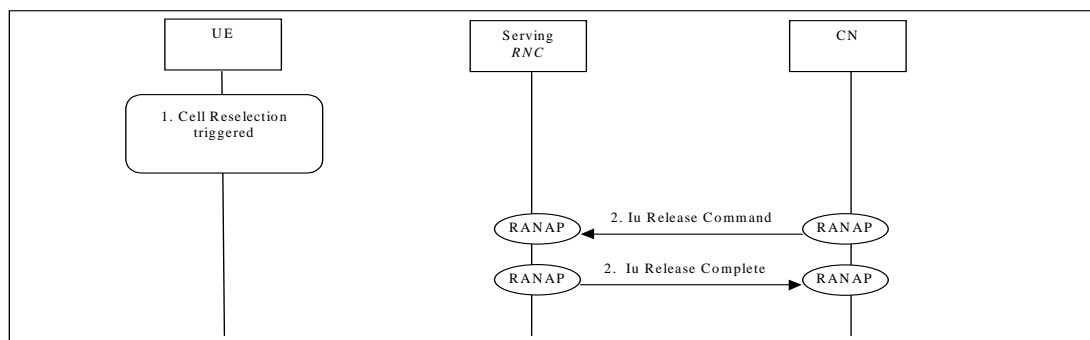 UE
Serving
RNC
CN
1. Cell Reselection
triggered
2. Iu Release Command
RANAP
RANAP
2. Iu Release Complete
RANAP
RANAP